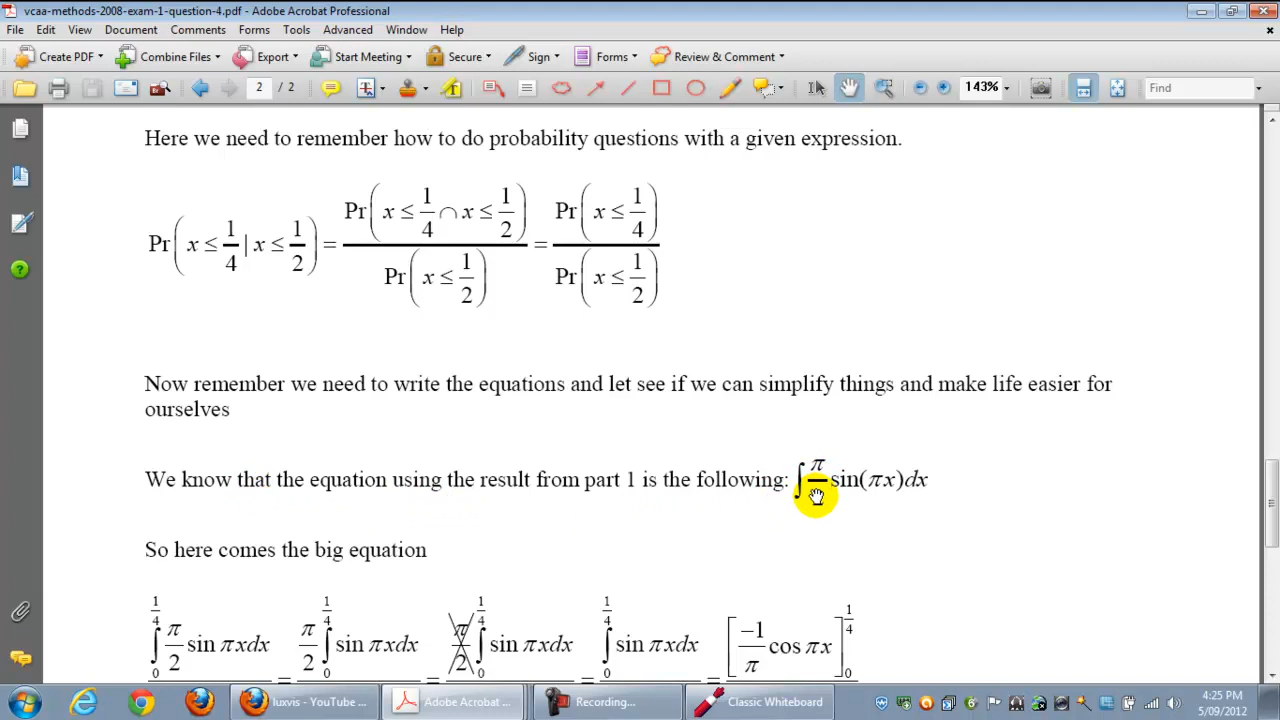 vcaa-methods-2008-exam-1-question-4.pdf - Adobe Acrobat Professional
File Edit View Document Comments Forms Tools Advanced Window Help
Create PDF Combine Files Export Start Meeting Secure Sign Forms Review & Comment
2 / 2 143% Find
Here we need to remember how to do probability questions with a given expression.
Pr(x ≤ 1/4 | x ≤ 1/2) = Pr(x ≤ 1/4 ∩ x ≤ 1/2) / Pr(x ≤ 1/2) = Pr(x ≤ 1/4) / Pr(x ≤ 1/2)
Now remember we need to write the equations and let see if we can simplify things and make life easier for
ourselves
We know that the equation using the result from part 1 is the following: ∫ π sin(πx)dx
So here comes the big equation
∫₀^(1/4) π/2 sin πxdx = π/2 ∫₀^(1/4) sin πxdx = π/2 ∫₀^(1/4) sin πxdx = ∫₀^(1/4) sin πxdx = [-1/π cos πx]₀^(1/4)
luxvis - YouTube ... Adobe Acrobat ... Recording... Classic Whiteboard
4:25 PM
5/09/2012